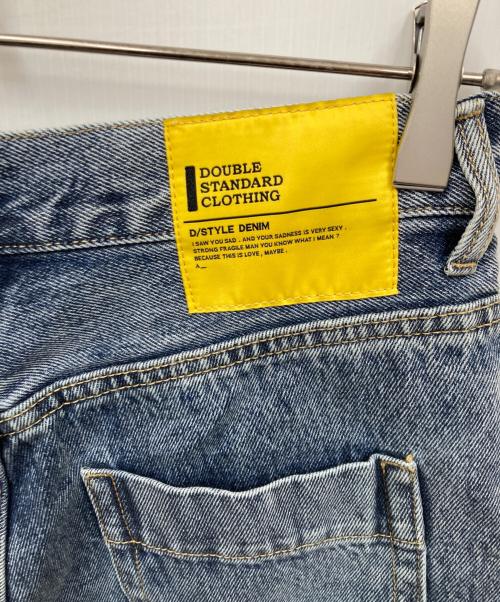 DOUBLE
STANDARD
CLOTHING
D/STYLE DENIM
I SAW YOU SAD . AND YOUR SADNESS IS VERY SEXY .
STRONG FRAGILE MAN YOU KNOW WHAT I MEAN ?
BECAUSE THIS IS LOVE , MAYBE .
A_